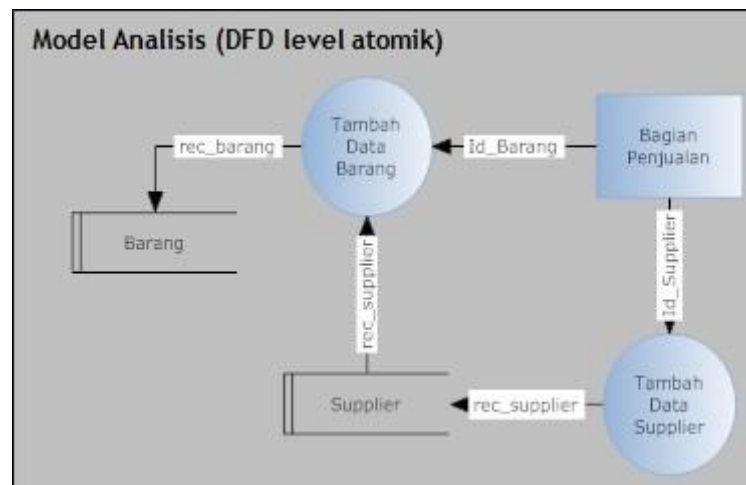 Model Analisis (DFD level atomik)
Tambah
Data
Barang
Bagian
Penjualan
rec_barang
Id_Barang
Barang
rec_supplier
Id_Supplier
Supplier
rec_supplier
Tambah
Data
Supplier